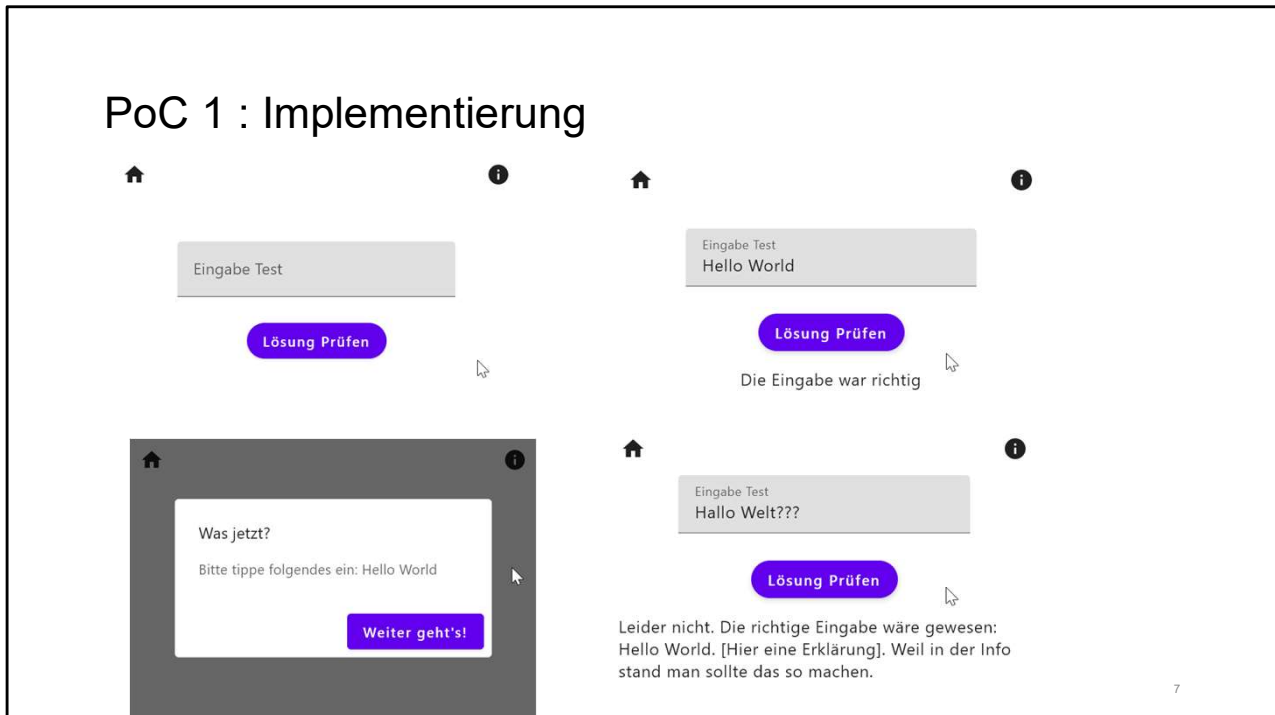 PoC 1 : Implementierung
Eingabe Test
Lösung Prüfen
Eingabe Test
Hello World
Lösung Prüfen
Die Eingabe war richtig
Was jetzt?
Bitte tippe folgendes ein: Hello World
Weiter geht's!
Eingabe Test
Hallo Welt???
Lösung Prüfen
Leider nicht. Die richtige Eingabe wäre gewesen:
Hello World. [Hier eine Erklärung]. Weil in der Info
stand man sollte das so machen.
7